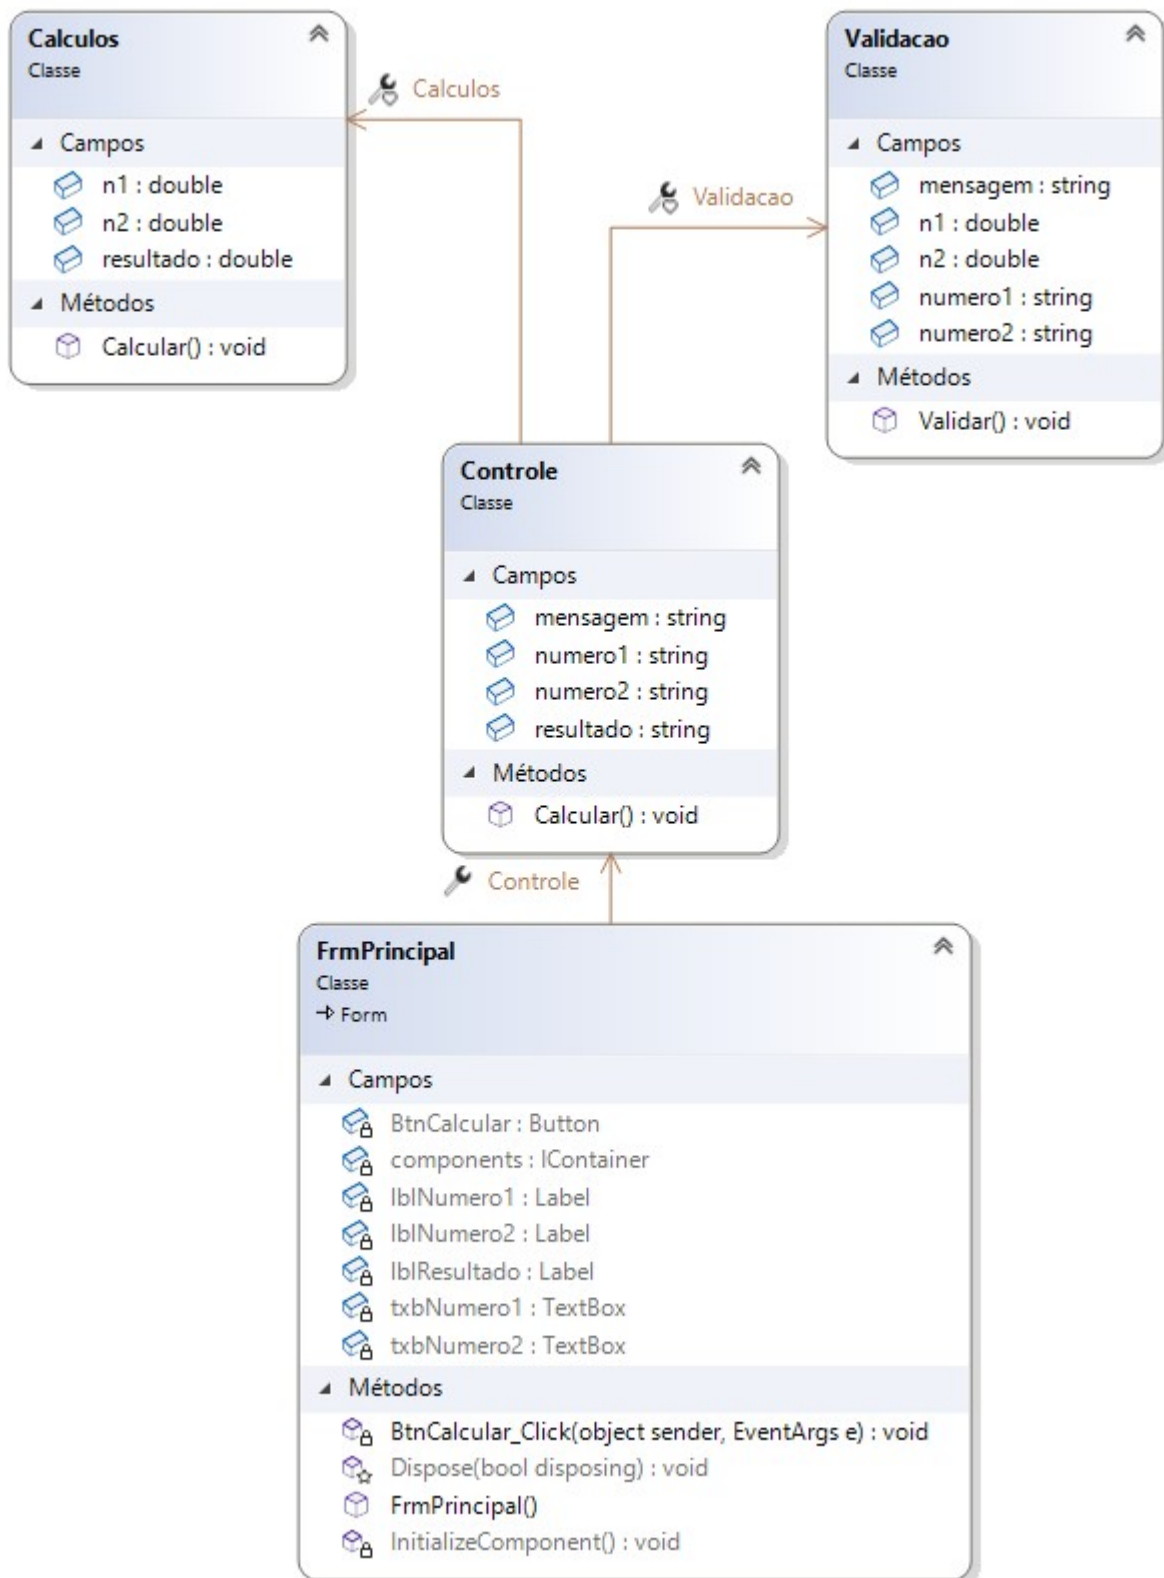 Calculos
Classe
Campos
n1 : double
n2 : double
resultado : double
Métodos
Calcular() : void
Calculos
Validacao
Classe
Campos
mensagem : string
n1 : double
n2 : double
numero1 : string
numero2 : string
Métodos
Validar() : void
Validacao
Controle
Classe
Campos
mensagem : string
numero1 : string
numero2 : string
resultado : string
Métodos
Calcular() : void
Controle
FrmPrincipal
Classe
Form
Campos
BtnCalcular : Button
components : IContainer
lblNumero1 : Label
lblNumero2 : Label
lblResultado : Label
txbNumero1 : TextBox
txbNumero2 : TextBox
Métodos
BtnCalcular_Click(object sender, EventArgs e) : void
Dispose(bool disposing) : void
FrmPrincipal()
InitializeComponent() : void